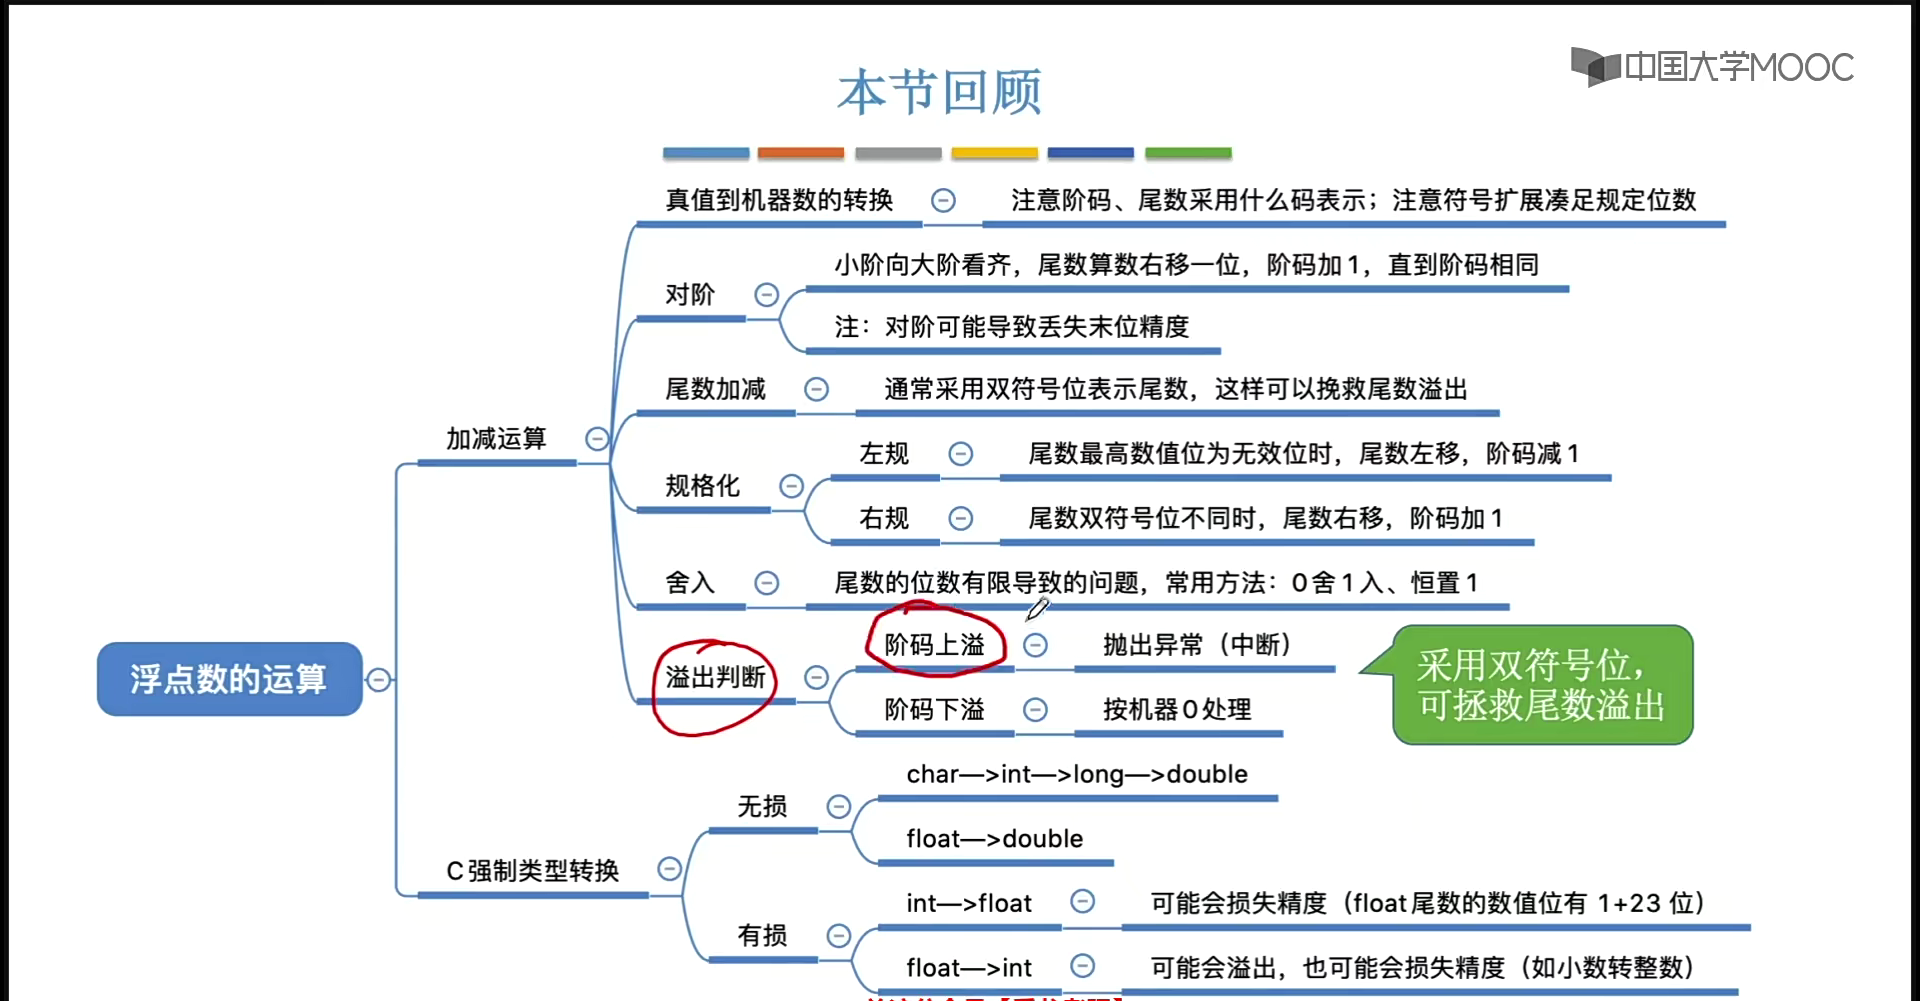 中国大学MOOC
本节回顾
真值到机器数的转换
注意阶码、尾数采用什么码表示；注意符号扩展凑足规定位数
对阶
小阶向大阶看齐，尾数算数右移一位，阶码加1，直到阶码相同
注：对阶可能导致丢失末位精度
尾数加减
通常采用双符号位表示尾数，这样可以挽救尾数溢出
加减运算
规格化
左规
尾数最高数值位为无效位时，尾数左移，阶码减1
右规
尾数双符号位不同时，尾数右移，阶码加1
舍入
尾数的位数有限导致的问题，常用方法：0舍1入、恒置1
溢出判断
阶码上溢
抛出异常（中断）
阶码下溢
按机器0处理
采用双符号位，
可拯救尾数溢出
浮点数的运算
C强制类型转换
无损
char—>int—>long—>double
float—>double
有损
int—>float
可能会损失精度（float尾数的数值位有 1+23 位）
float—>int
可能会溢出，也可能会损失精度（如小数转整数）